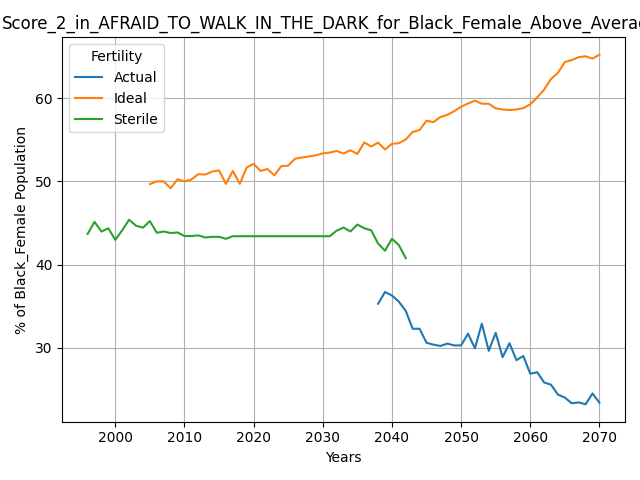 Score_2_in_AFRAID_TO_WALK_IN_THE_DARK_for_Black_Female_Above_Avera
Fertility
Actual
Ideal
Sterile
% of Black_Female Population
60
50
40
30
2000 2010 2020 2030 2040 2050 2060 2070
Years